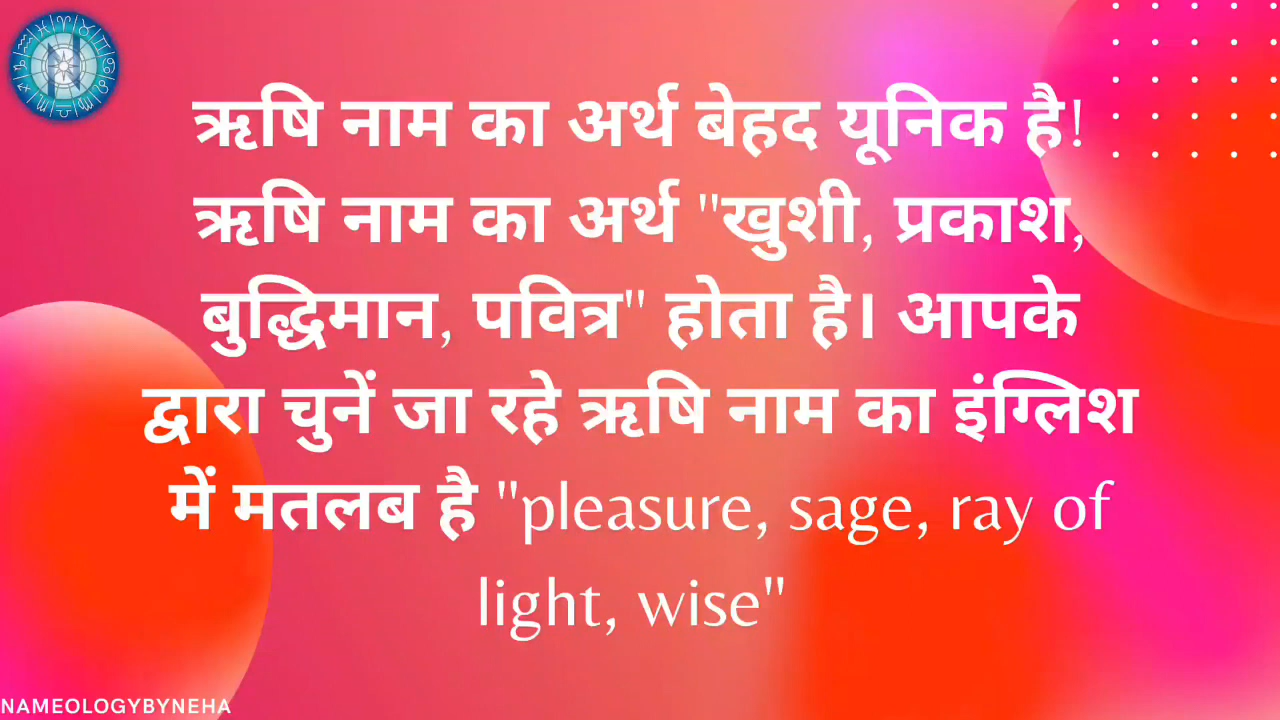 ऋषि नाम का अर्थ बेहद यूनिक है!
ऋषि नाम का अर्थ "खुशी, प्रकाश,
बुद्धिमान, पवित्र" होता है। आपके
द्वारा चुनें जा रहे ऋषि नाम का इंग्लिश
में मतलब है "pleasure, sage, ray of
light, wise"
NAMEOLOGYBYNEHA